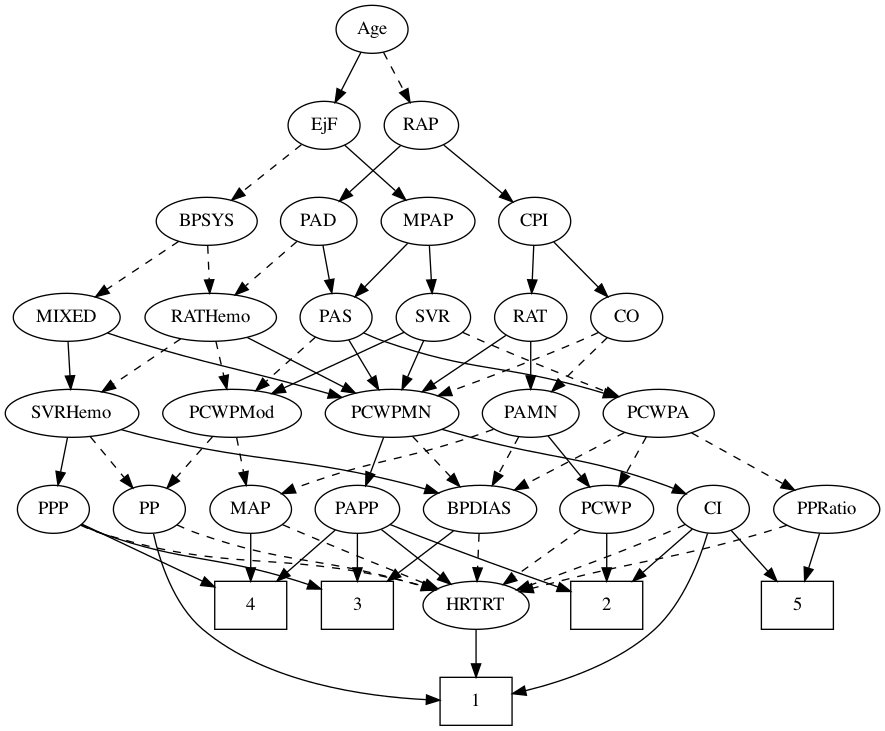 Age
EjF
RAP
BPSYS
PAD
MPAP
CPI
MIXED
RATHemo
PAS
SVR
RAT
CO
SVRHemo
PCWPMod
PCWPMN
PAMN
PCWPA
PPP
PP
MAP
PAPP
BPDIAS
PCWP
CI
PPRatio
4
3
HRTRT
2
5
1